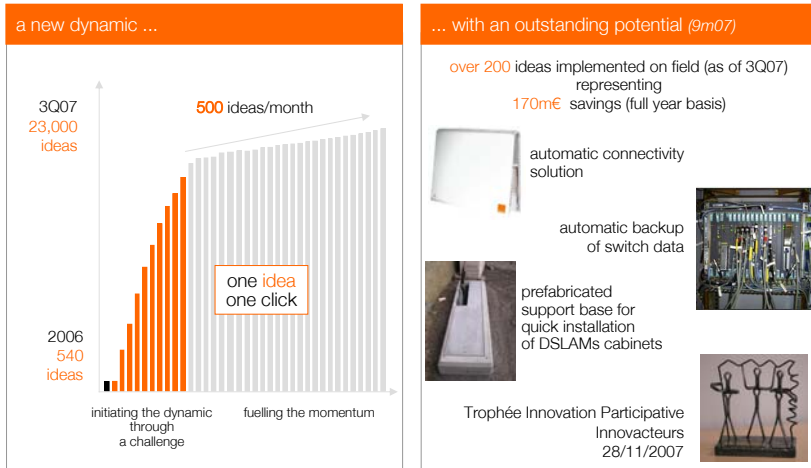 a new dynamic ...
3Q07
23,000
ideas
500 ideas/month
one idea
one click
2006
540
ideas
initiating the dynamic
through
a challenge
fuelling the momentum
... with an outstanding potential (9m07)
over 200 ideas implemented on field (as of 3Q07)
representing
170m€ savings (full year basis)
automatic connectivity
solution
automatic backup
of switch data
prefabricated
support base for
quick installation
of DSLAMs cabinets
Trophée Innovation Participative
Innovacteurs
28/11/2007